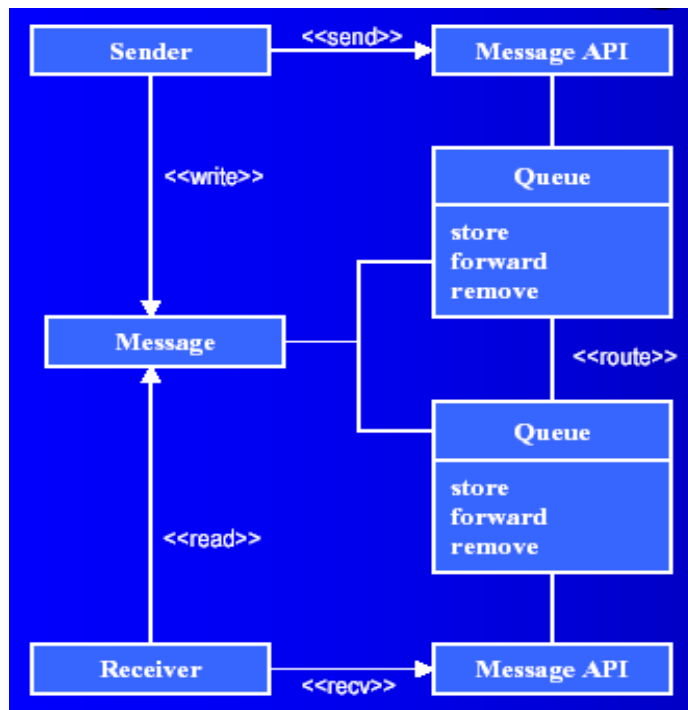 Sender
<<send>>
Message API
<<write>>
Queue
store
forward
remove
Message
<<route>>
Queue
store
forward
remove
<<read>>
Receiver
<<recv>>
Message API